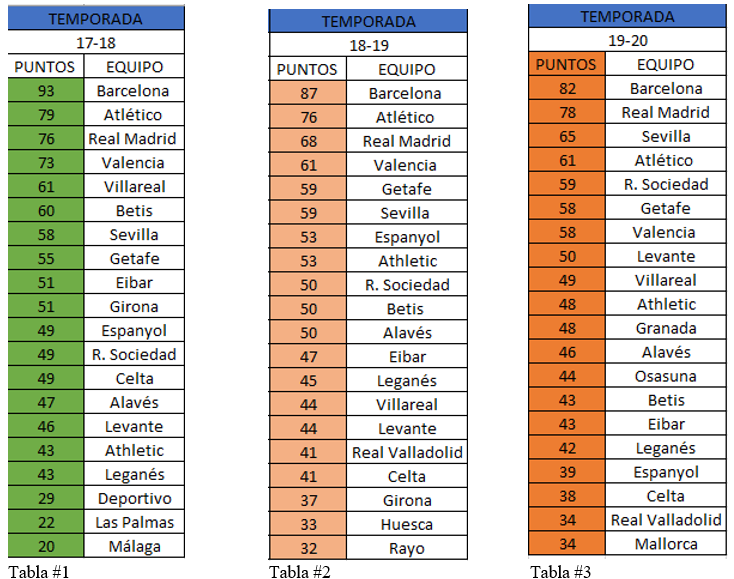 TEMPORADA
17-18
PUNTOS EQUIPO
93 Barcelona
79 Atlético
76 Real Madrid
73 Valencia
61 Villareal
60 Betis
58 Sevilla
55 Getafe
51 Eibar
51 Girona
49 Espanyol
49 R. Sociedad
49 Celta
47 Alavés
46 Levante
43 Athletic
43 Leganés
29 Deportivo
22 Las Palmas
20 Málaga
Tabla #1
TEMPORADA
18-19
PUNTOS EQUIPO
87 Barcelona
76 Atlético
68 Real Madrid
61 Valencia
59 Getafe
59 Sevilla
53 Espanyol
53 Athletic
50 R. Sociedad
50 Betis
50 Alavés
47 Eibar
45 Leganés
44 Villareal
44 Levante
41 Real Valladolid
41 Celta
37 Girona
33 Huesca
32 Rayo
Tabla #2
TEMPORADA
19-20
PUNTOS EQUIPO
82 Barcelona
78 Real Madrid
65 Sevilla
61 Atlético
59 R. Sociedad
58 Getafe
58 Valencia
50 Levante
49 Villareal
48 Athletic
48 Granada
46 Alavés
44 Osasuna
43 Betis
43 Eibar
42 Leganés
39 Espanyol
38 Celta
34 Real Valladolid
34 Mallorca
Tabla #3